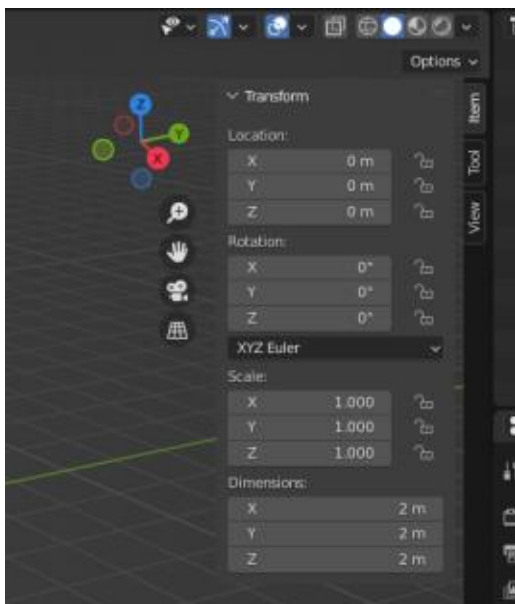 Options
Transform
Item
Z
Location:
Y
X 0 m
X
Tool
Y 0 m
Z 0 m
View
Rotation:
X 0°
Y 0°
Z 0°
XYZ Euler
Scale:
X 1.000
Y 1.000
Z 1.000
Dimensions:
X 2 m
Y 2 m
Z 2 m